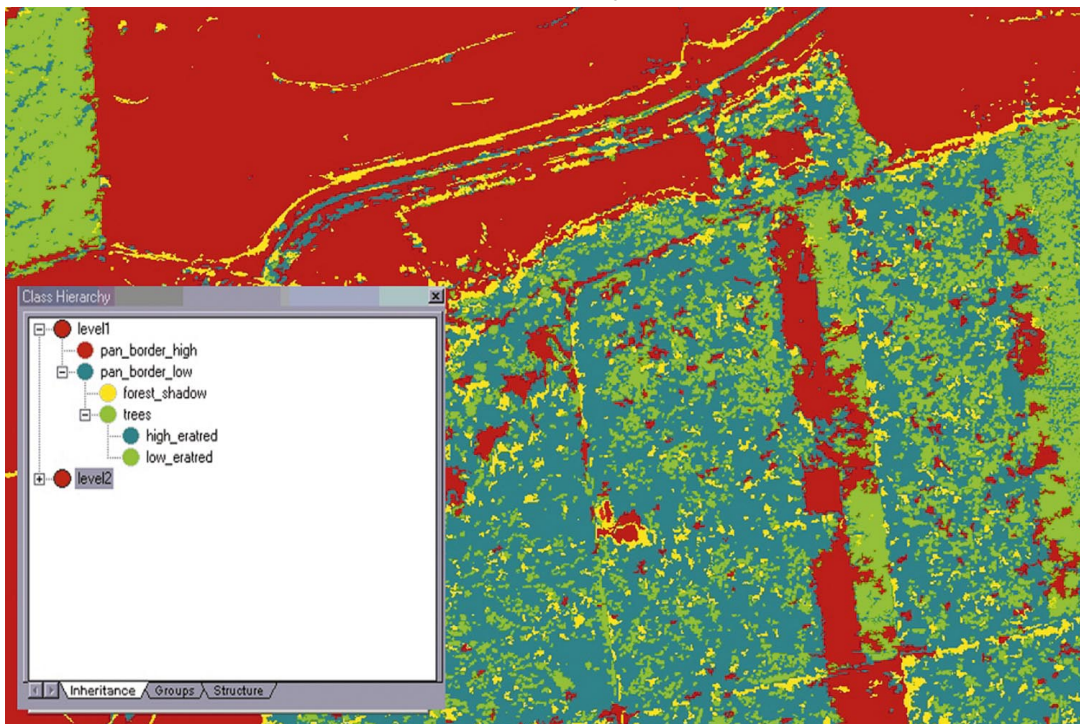 Class Hierarchy
level1
pan_border_high
pan_border_low
forest_shadow
trees
high_eratred
low_eratred
level2
Inheritance Groups Structure